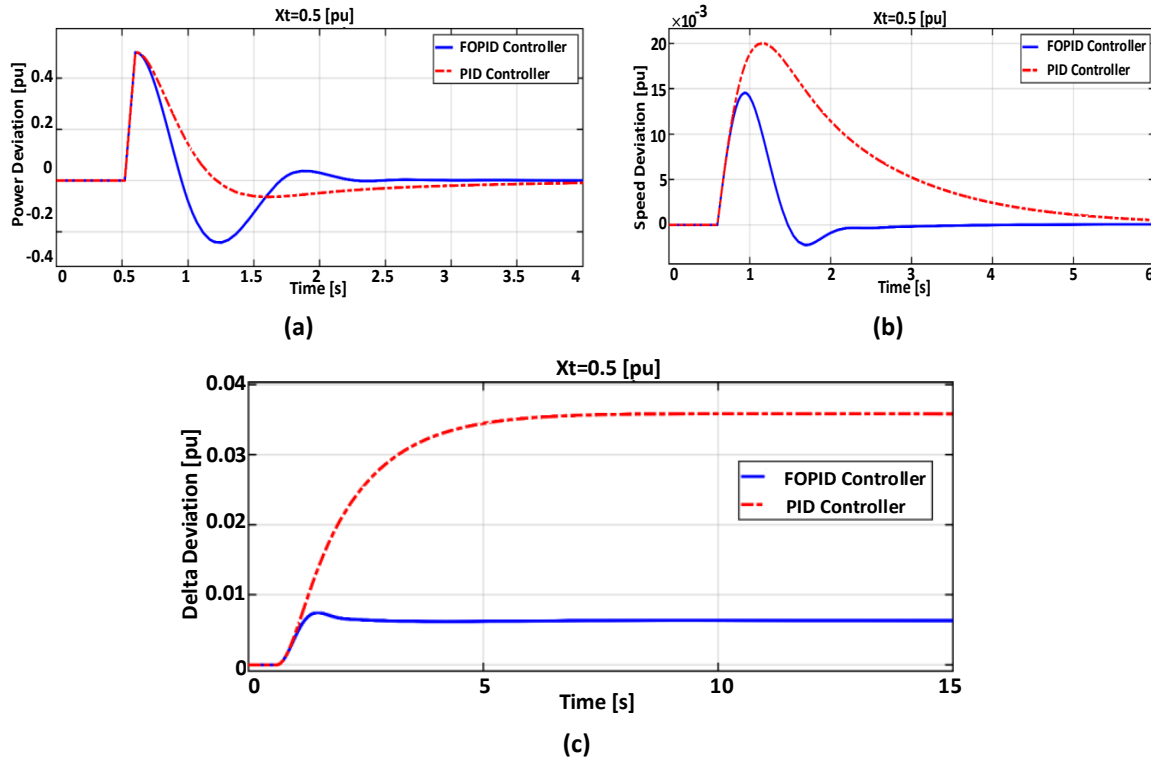 Xt=0.5 [pu]
Power Deviation [pu]
0.4
0.2
0
-0.2
-0.4
FOPID Controller
PID Controller
0 0.5 1 1.5 2 2.5 3 3.5 4
Time [s]
(a)
Xt=0.5 [pu]
×10⁻³
Speed Deviation [pu]
20
15
10
5
0
FOPID Controller
PID Controller
0 1 2 3 4 5 6
Time [s]
(b)
Xt=0.5 [pu]
Delta Deviation [pu]
0.04
0.03
0.02
0.01
0
FOPID Controller
PID Controller
0 5 10 15
Time [s]
(c)